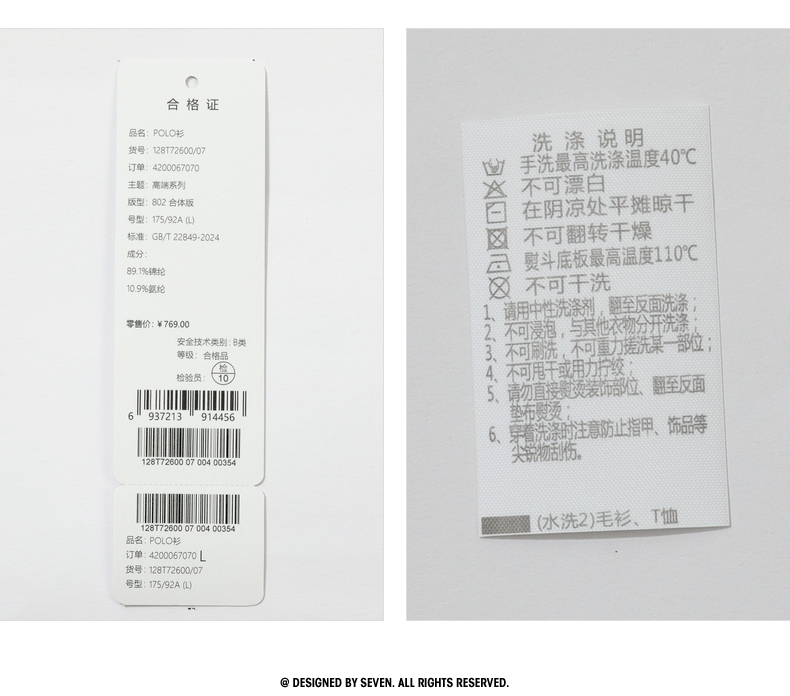 合格证
品名：POLO衫
货号：128T72600/07
订单：4200067070
主题：高端系列
版型：802 合体版
号型：175/92A (L)
标准：GB/T 22849-2024
成分：
89.1%锦纶
10.9%氨纶
零售价：￥769.00
安全技术类别：B类
等级：合格品
检验员：检10
6 937213 914456
128T72600 07 004 00354
128T72600 07 004 00354
品名：POLO衫
订单：4200067070 L
货号：128T72600/07
号型：175/92A (L)
洗涤说明
手洗最高洗涤温度40℃
不可漂白
在阴凉处平摊晾干
不可翻转干燥
熨斗底板最高温度110℃
不可干洗
1、请用中性洗涤剂，翻至反面洗涤；
2、不可浸泡，与其他衣物分开洗涤；
3、不可刷洗，不可重力搓洗某一部位；
4、不可甩干或用力拧绞；
5、请勿直接熨烫装饰部位、翻至反面
垫布熨烫；
6、穿着洗涤时注意防止指甲、饰品等
尖锐物刮伤。
(水洗2)毛衫、T恤
@ DESIGNED BY SEVEN. ALL RIGHTS RESERVED.